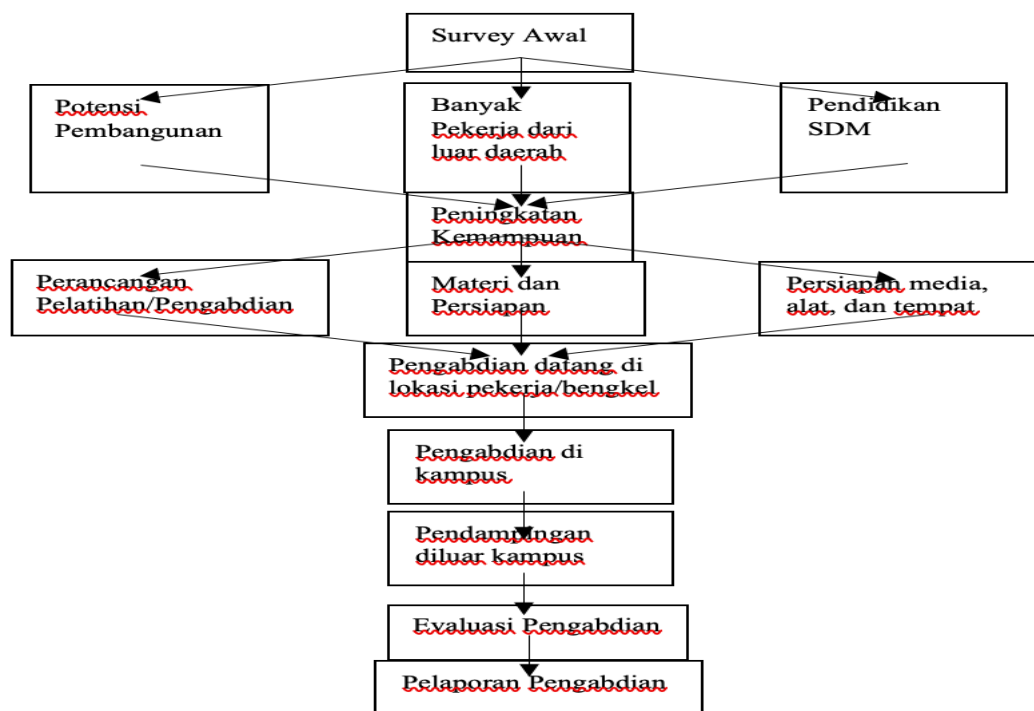 Survey Awal
Potensi
Pembangunan
Banyak
Pekerja dari
luar daerah
Pendidikan
SDM
Peningkatan
Kemampuan
Perancangan
Pelatihan/Pengabdian
Materi dan
Persiapan
Persiapan media,
alat, dan tempat
Pengabdian datang di
lokasi pekerja/bengkel
Pengabdian di
kampus
Pendampingan
diluar kampus
Evaluasi Pengabdian
Pelaporan Pengabdian